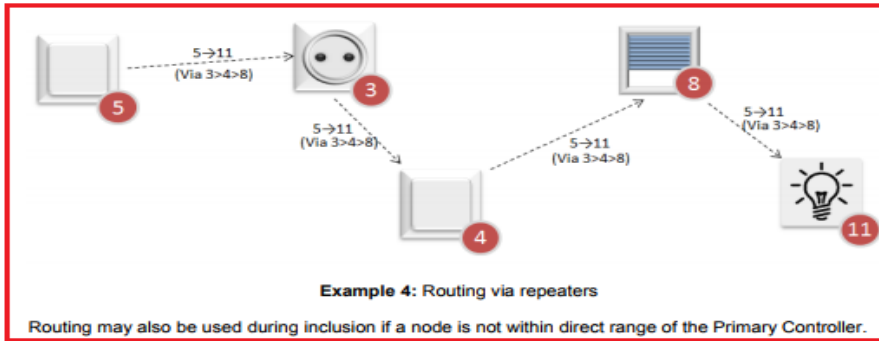 5→11
(Via 3>4>8)
5
3
8
5→11
(Via 3>4>8)
5→11
(Via 3>4>8)
5→11
(Via 3>4>8)
4
11
Example 4: Routing via repeaters
Routing may also be used during inclusion if a node is not within direct range of the Primary Controller.